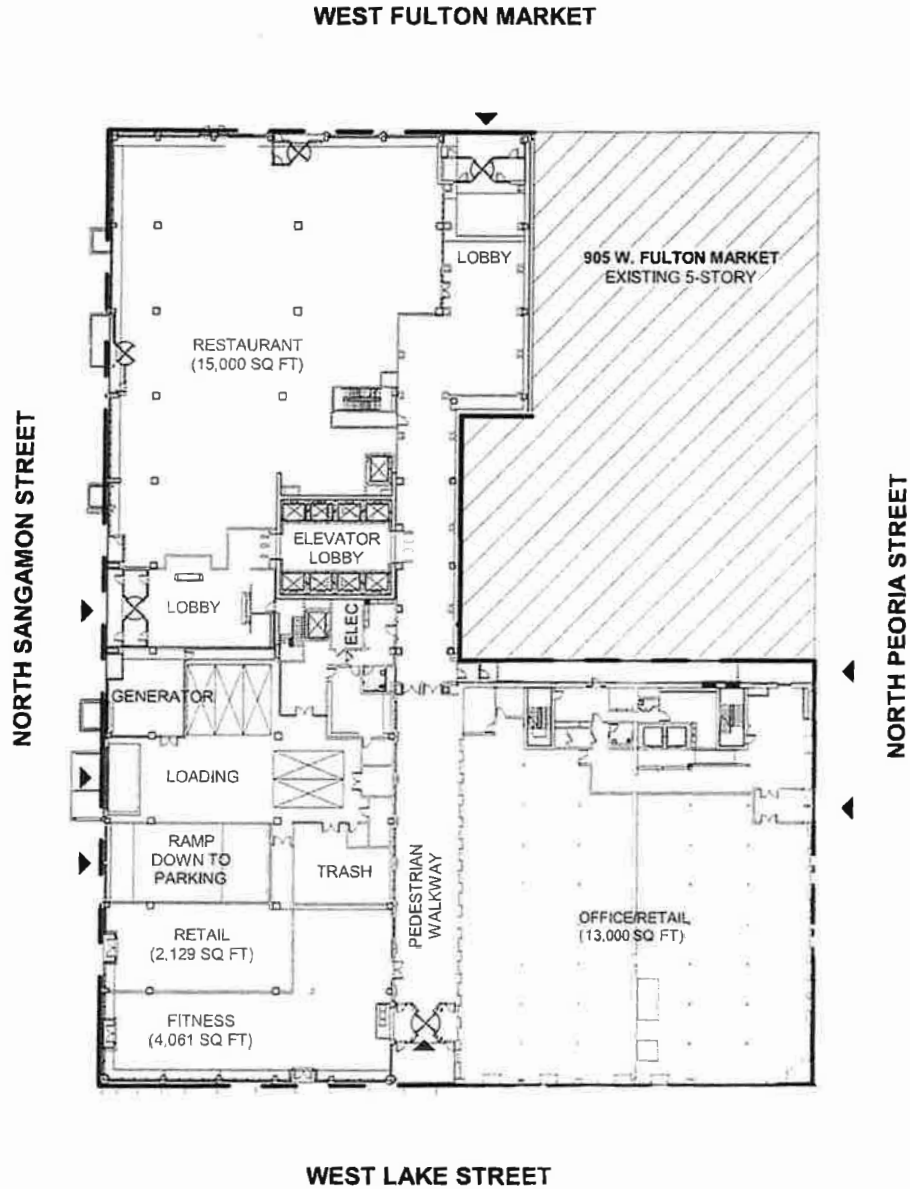 WEST FULTON MARKET
LOBBY
905 W. FULTON MARKET
EXISTING 5-STORY
RESTAURANT
(15,000 SQ FT)
NORTH SANGAMON STREET
NORTH PEORIA STREET
ELEVATOR
LOBBY
LOBBY
ELEC
GENERATOR
LOADING
RAMP
DOWN TO
PARKING
TRASH
PEDESTRIAN
WALKWAY
OFFICE/RETAIL
(13,000 SQ FT)
RETAIL
(2,129 SQ FT)
FITNESS
(4,061 SQ FT)
WEST LAKE STREET